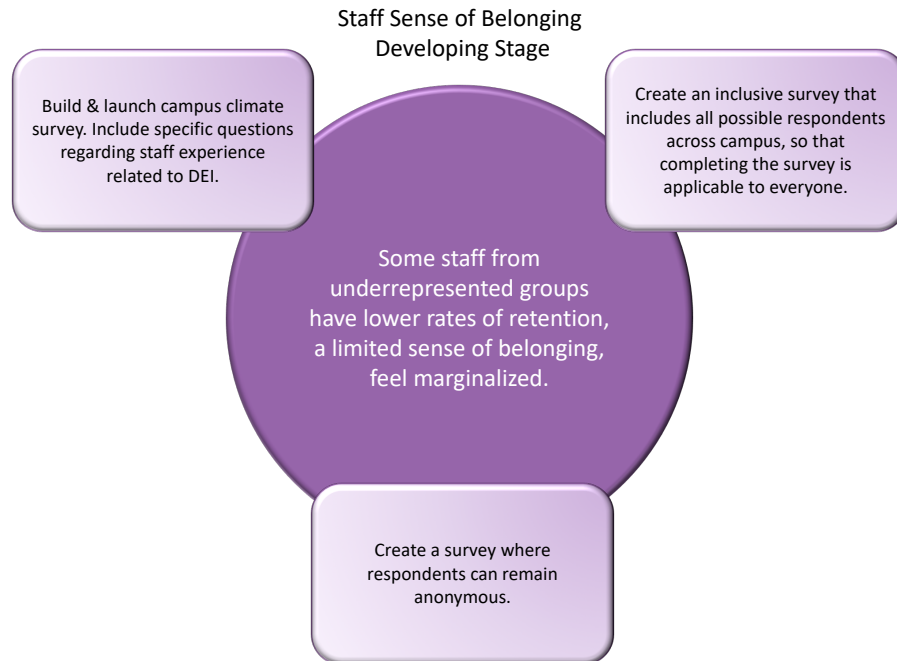 Staff Sense of Belonging
Developing Stage
Build & launch campus climate
survey. Include specific questions
regarding staff experience
related to DEI.
Create an inclusive survey that
includes all possible respondents
across campus, so that
completing the survey is
applicable to everyone.
Some staff from
underrepresented groups
have lower rates of retention,
a limited sense of belonging,
feel marginalized.
Create a survey where
respondents can remain
anonymous.